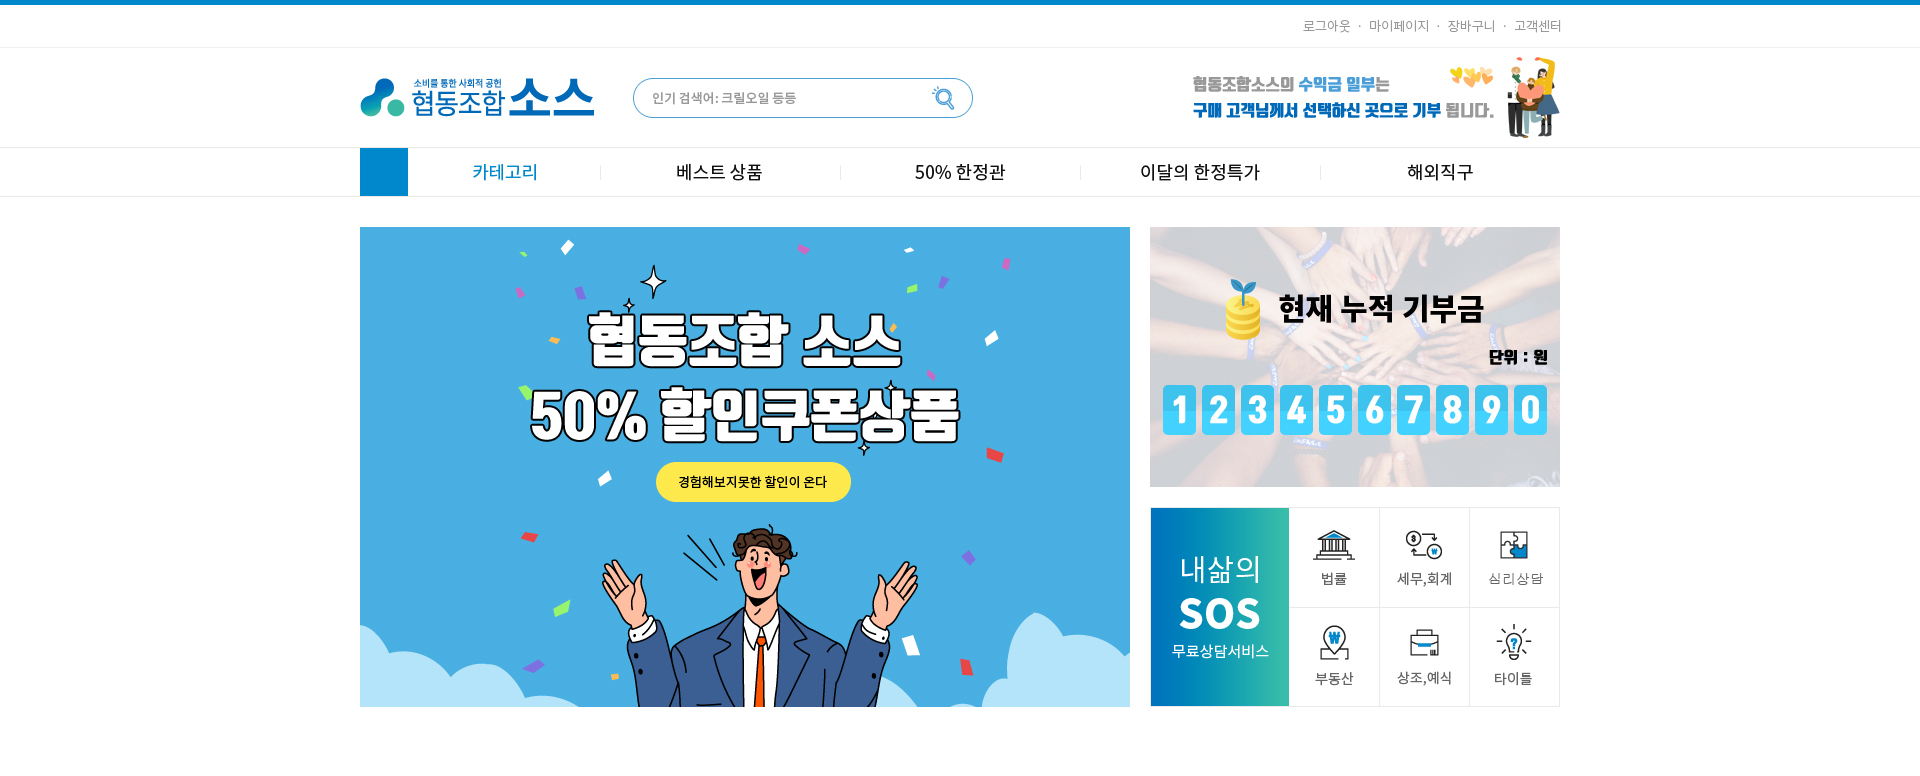 로그아웃 · 마이페이지 · 장바구니 · 고객센터
소비를 통한 사회적 공헌
협동조합 소스
인기 검색어: 크릴오일 등등
협동조합소스의 수익금 일부는
구매 고객님께서 선택하신 곳으로 기부 됩니다.
카테고리
베스트 상품
50% 한정관
이달의 한정특가
해외직구
협동조합 소스
50% 할인쿠폰상품
경험해보지못한 할인이 온다
현재 누적 기부금
단위 : 원
1 2 3 4 5 6 7 8 9 0
내삶의
SOS
무료상담서비스
법률
세무,회계
심리상담
부동산
상조,예식
타이틀